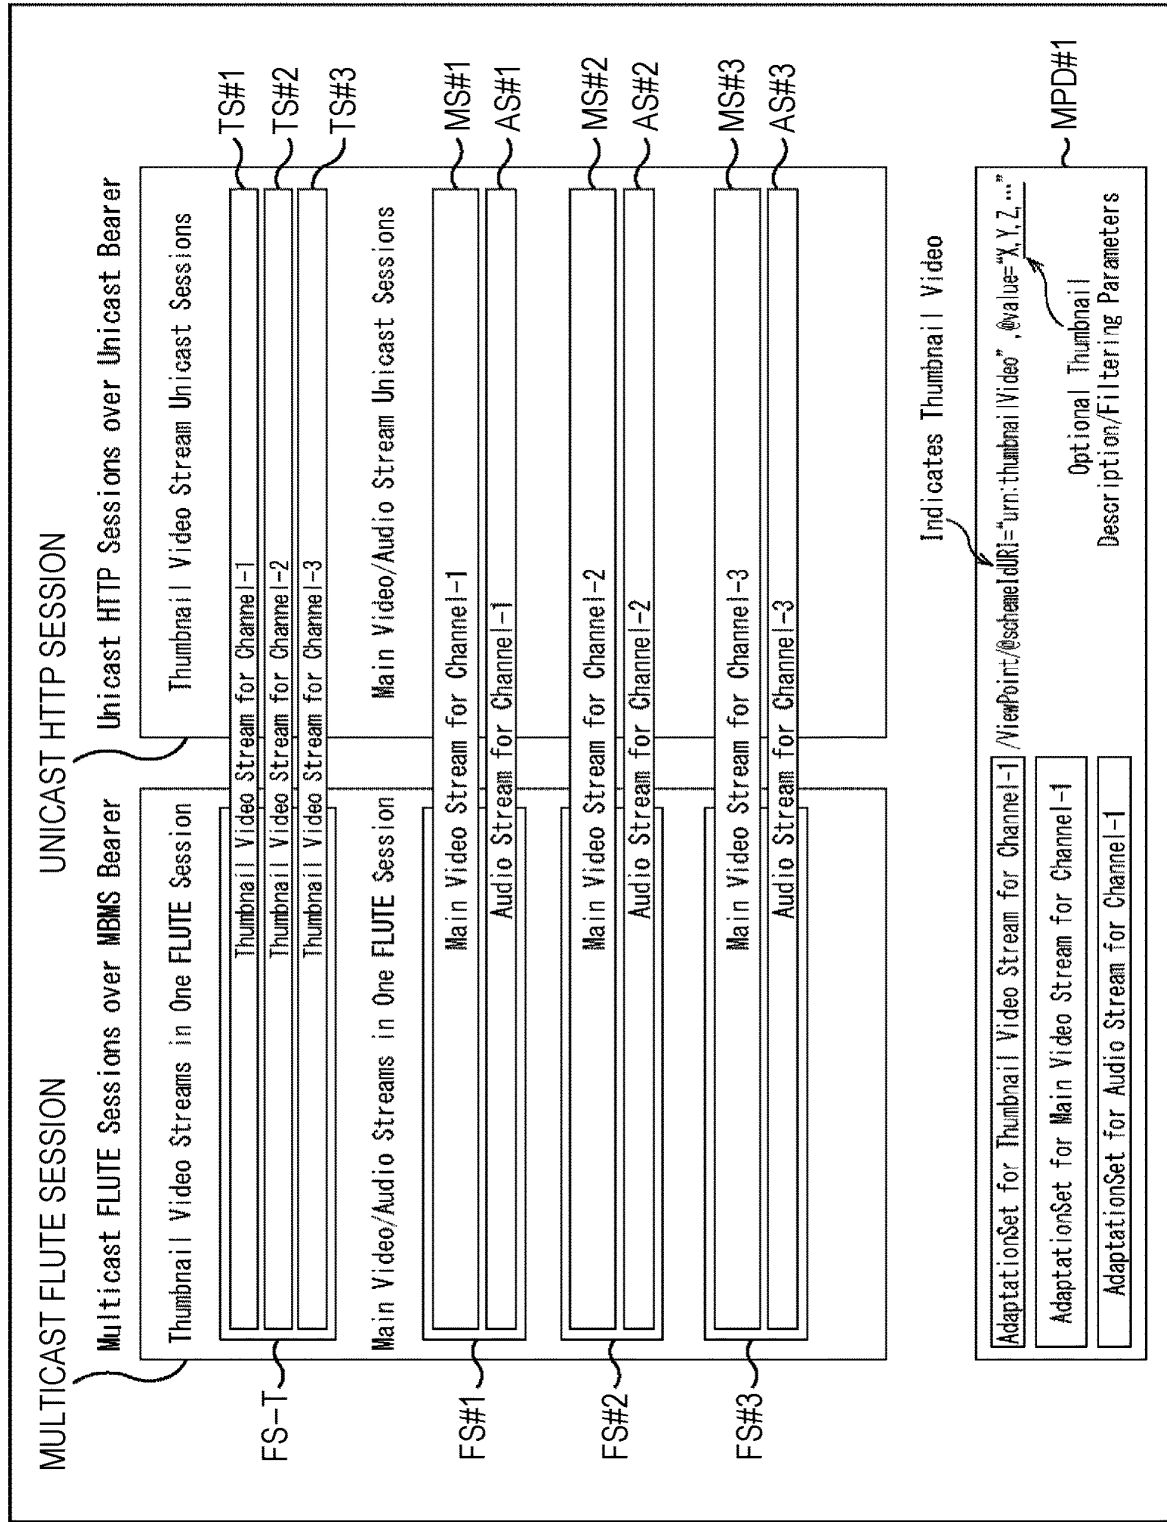 MULTICAST FLUTE SESSION
UNICAST HTTP SESSION
Multicast FLUTE Sessions over MBMS Bearer
Unicast HTTP Sessions over Unicast Bearer
Thumbnail Video Streams in One FLUTE Session
Thumbnail Video Stream Unicast Sessions
FS-T
Thumbnail Video Stream for Channel-1
TS#1
Thumbnail Video Stream for Channel-2
TS#2
Thumbnail Video Stream for Channel-3
TS#3
Main Video/Audio Streams in One FLUTE Session
Main Video/Audio Stream Unicast Sessions
FS#1
Main Video Stream for Channel-1
MS#1
Audio Stream for Channel-1
AS#1
FS#2
Main Video Stream for Channel-2
MS#2
Audio Stream for Channel-2
AS#2
FS#3
Main Video Stream for Channel-3
MS#3
Audio Stream for Channel-3
AS#3
Indicates Thumbnail Video
AdaptationSet for Thumbnail Video Stream for Channel-1 /ViewPoint/@schemeIdURI="urn:thumbnailVideo" ,@value="X,Y,Z,…"
MPD#1
AdaptationSet for Main Video Stream for Channel-1
Optional Thumbnail
Description/Filtering Parameters
AdaptationSet for Audio Stream for Channel-1